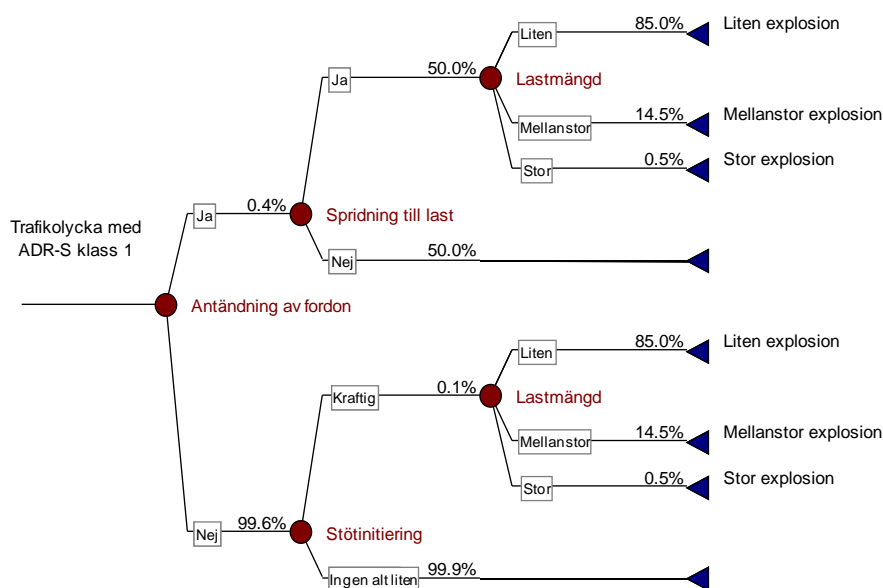 Liten
85.0%
Liten explosion
Ja
50.0%
Lastmängd
Mellanstor
14.5%
Mellanstor explosion
Stor
0.5%
Stor explosion
Trafikolycka med
ADR-S klass 1
Ja
0.4%
Spridning till last
Nej
50.0%
Antändning av fordon
Liten
85.0%
Liten explosion
Kraftig
0.1%
Lastmängd
Mellanstor
14.5%
Mellanstor explosion
Stor
0.5%
Stor explosion
Nej
99.6%
Stötinitiering
Ingen alt liten
99.9%